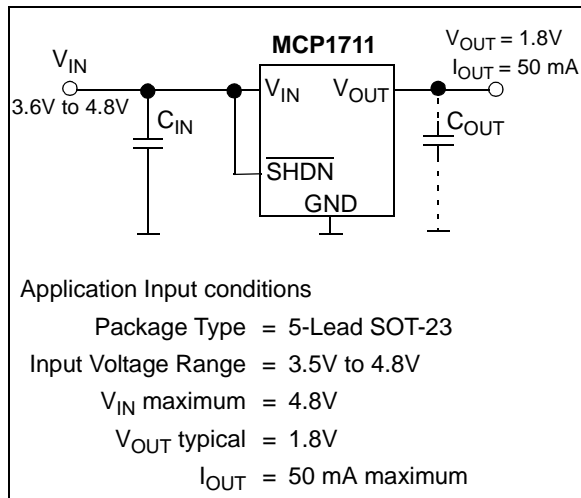 MCP1711
V_OUT = 1.8V
I_OUT = 50 mA
V_IN
3.6V to 4.8V
C_IN
V_IN
V_OUT
C_OUT
SHDN
GND
Application Input conditions
Package Type = 5-Lead SOT-23
Input Voltage Range = 3.5V to 4.8V
V_IN maximum = 4.8V
V_OUT typical = 1.8V
I_OUT = 50 mA maximum